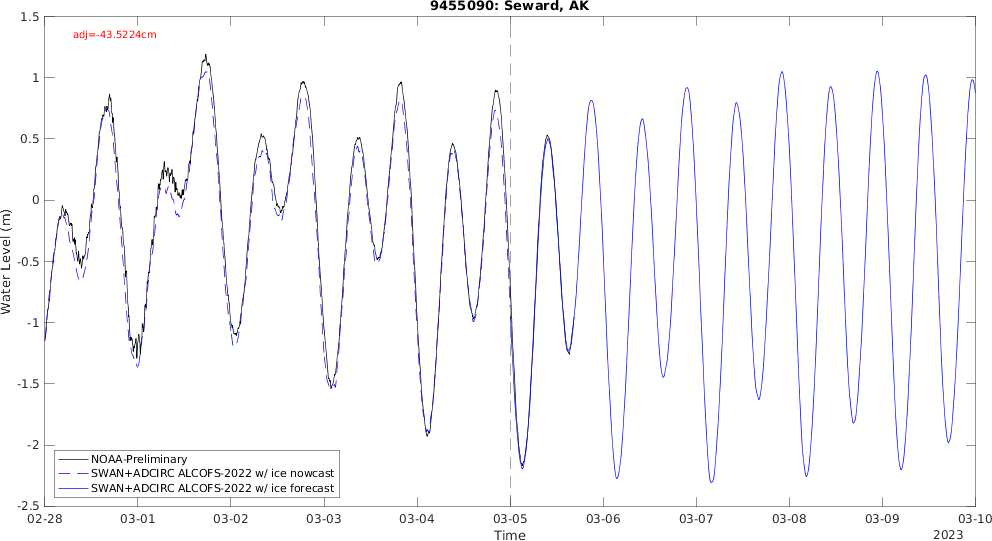 9455090: Seward, AK
adj=-43.5224cm
1.5
1
0.5
0
-0.5
-1
-1.5
-2
-2.5
Water Level (m)
NOAA-Preliminary
SWAN+ADCIRC ALCOFS-2022 w/ ice nowcast
SWAN+ADCIRC ALCOFS-2022 w/ ice forecast
02-28 03-01 03-02 03-03 03-04 03-05 03-06 03-07 03-08 03-09 03-10
Time
2023